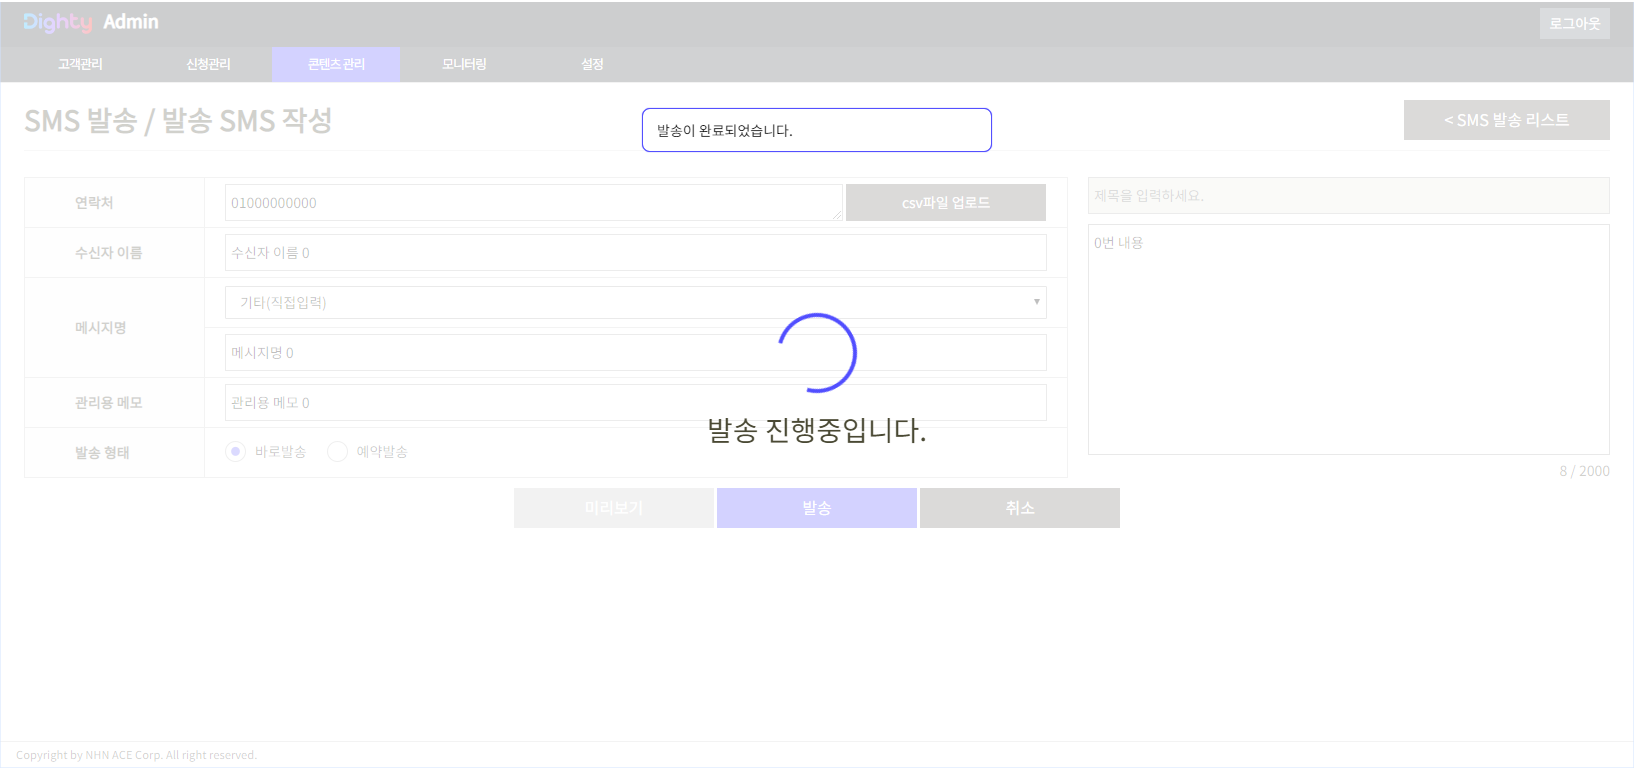 Dighty Admin
로그아웃
고객관리 신청관리 콘텐츠 관리 모니터링 설정
SMS 발송 / 발송 SMS 작성
발송이 완료되었습니다.
< SMS 발송 리스트
연락처 01000000000 csv파일 업로드
제목을 입력하세요.
수신자 이름 수신자 이름 0
0번 내용
메시지명 기타(직접입력)
메시지명 0
관리용 메모 관리용 메모 0
발송 진행중입니다.
발송 형태 바로발송 예약발송
8 / 2000
미리보기 발송 취소
Copyright by NHN ACE Corp. All right reserved.